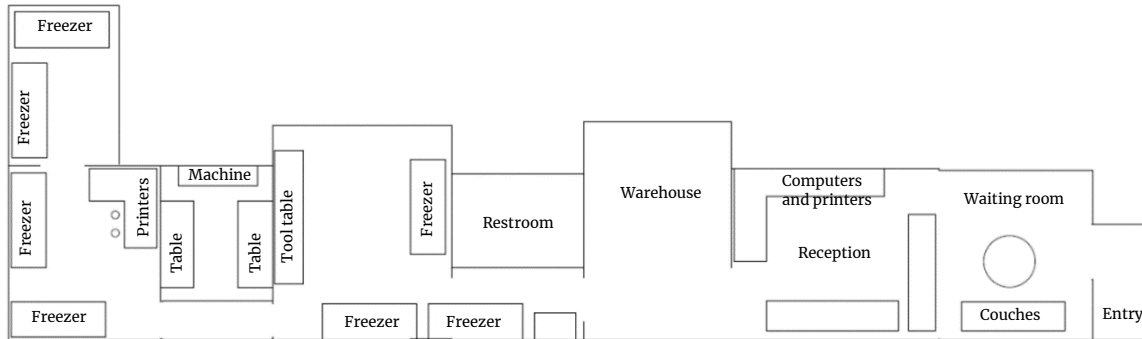 Freezer
Freezer
Freezer
Printers
Machine
Table
Table
Tool table
Freezer
Restroom
Warehouse
Computers
and printers
Reception
Waiting room
Freezer
Freezer
Freezer
Couches
Entry